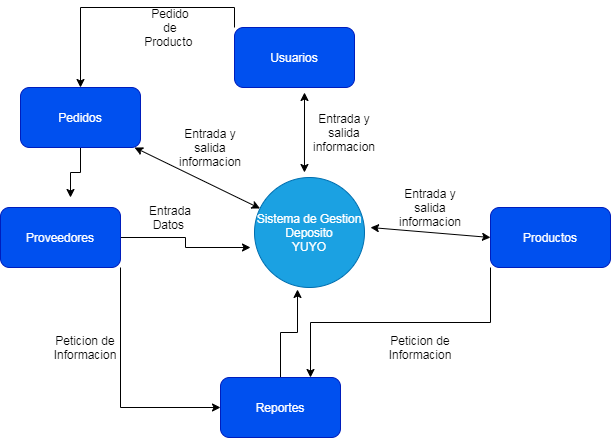 Pedido
de
Producto
Usuarios
Pedidos
Entrada y
salida
informacion
Entrada y
salida
informacion
Entrada y
salida
informacion
Entrada
Datos
Proveedores
Sistema de Gestion
Deposito
YUYO
Productos
Peticion de
Informacion
Peticion de
Informacion
Reportes